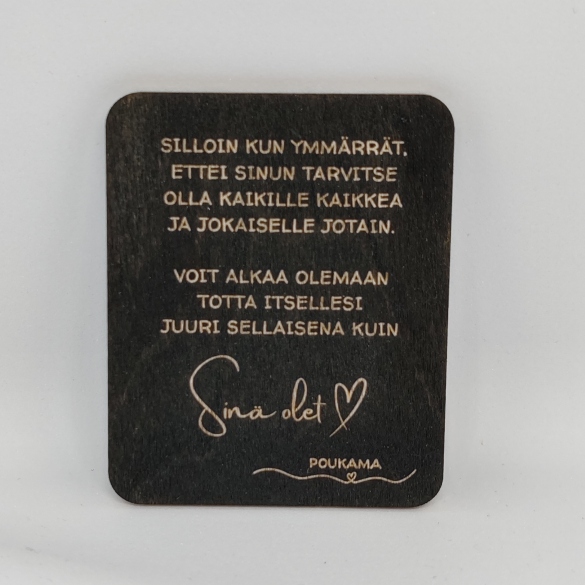 SILLOIN KUN YMMÄRRÄT,
ETTEI SINUN TARVITSE
OLLA KAIKILLE KAIKKEA
JA JOKAISELLE JOTAIN.
VOIT ALKAA OLEMAAN
TOTTA ITSELLESI
JUURI SELLAISENA KUIN
Sinä olet
POUKAMA